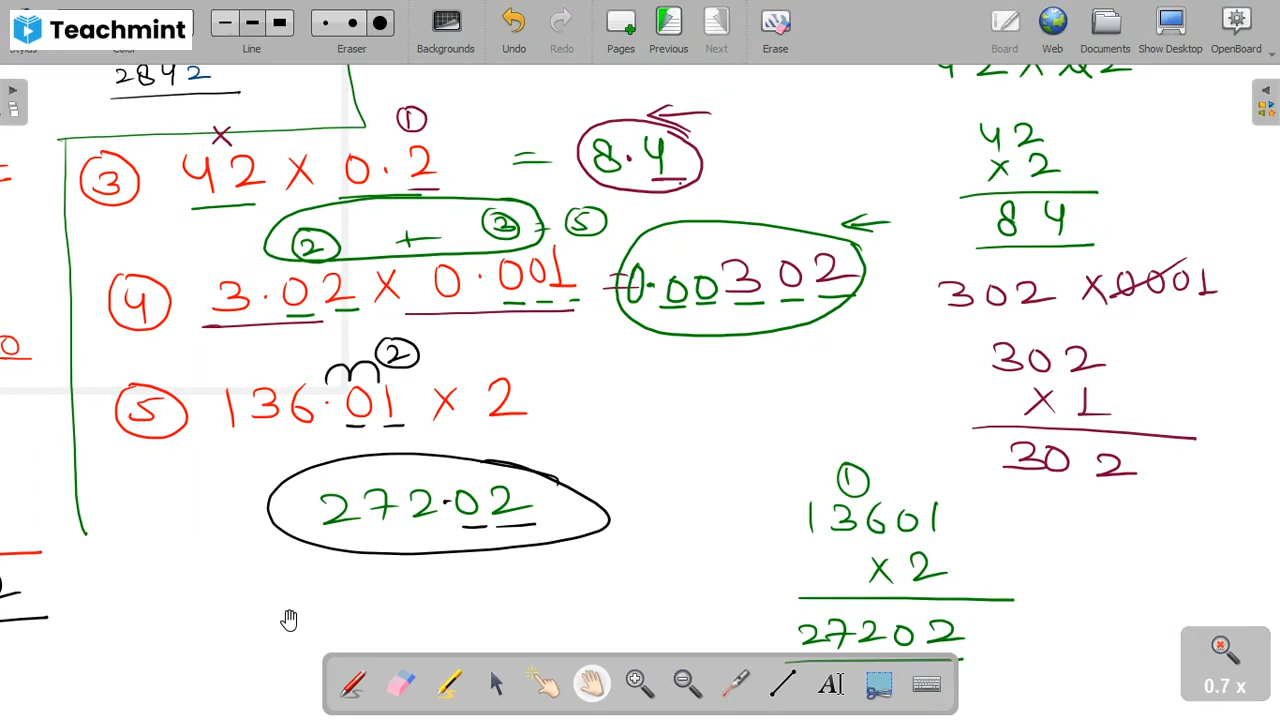 Teachmint
Line
Eraser
Backgrounds
Undo
Redo
Pages
Previous
Next
Erase
Board
Web
Documents
Show Desktop
OpenBoard
2842
①
③ 42 × 0.2 = 8.4
② + ③ = ⑤
④ 3.02 × 0.001 = 0.00302
②
⑤ 136.01 × 2
272.02
42
× 2
84
302 × 0001
302
× 1
302
①
13601
× 2
27202
0.7 x